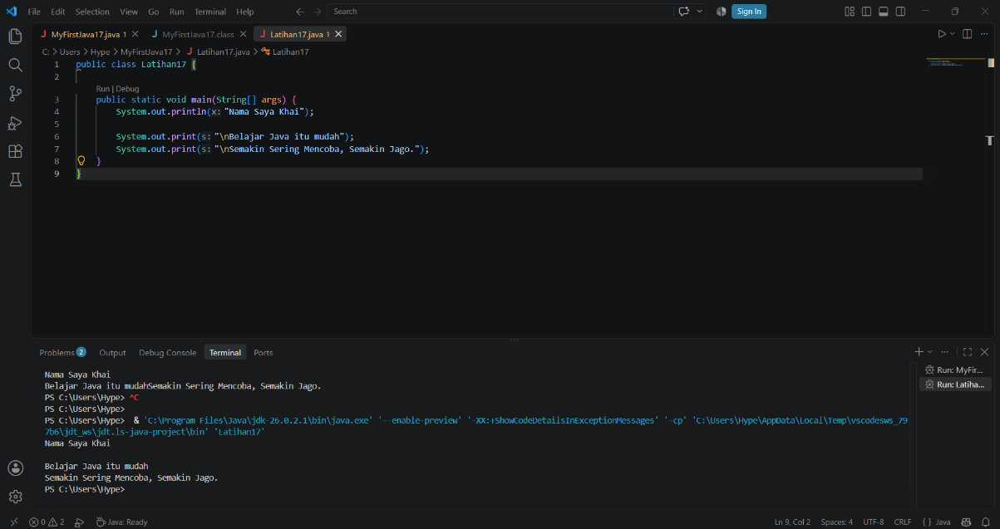 File Edit Selection View Go Run Terminal Help Search Sign In
MyFirstJava17.java 1 MyFirstJava17.class Latihan17.java 1
C: > Users > Hype > MyFirstJava17 > Latihan17.java > Latihan17
1 public class Latihan17 {
2
Run | Debug
3 public static void main(String[] args) {
4 System.out.println(x: "Nama Saya Khai");
5
6 System.out.print(s: "\nBelajar Java itu mudah");
7 System.out.print(s: "\nSemakin Sering Mencoba, Semakin Jago.");
8 }
9 }
Problems 2 Output Debug Console Terminal Ports
Nama Saya Khai
Belajar Java itu mudahSemakin Sering Mencoba, Semakin Jago.
PS C:\Users\Hype> ^C
PS C:\Users\Hype>
PS C:\Users\Hype> & 'C:\Program Files\Java\jdk-26.0.2.1\bin\java.exe' '--enable-preview' '-XX:+ShowCodeDetailsInExceptionMessages' '-cp' 'C:\Users\Hype\AppData\Local\Temp\vscodesws_79
7b6\jdt_ws\jdt.ls-java-project\bin' 'Latihan17'
Nama Saya Khai
Belajar Java itu mudah
Semakin Sering Mencoba, Semakin Jago.
PS C:\Users\Hype>
Run: MyFir...
Run: Latiha...
0 2 Java: Ready Ln 9, Col 2 Spaces: 4 UTF-8 CRLF {} Java